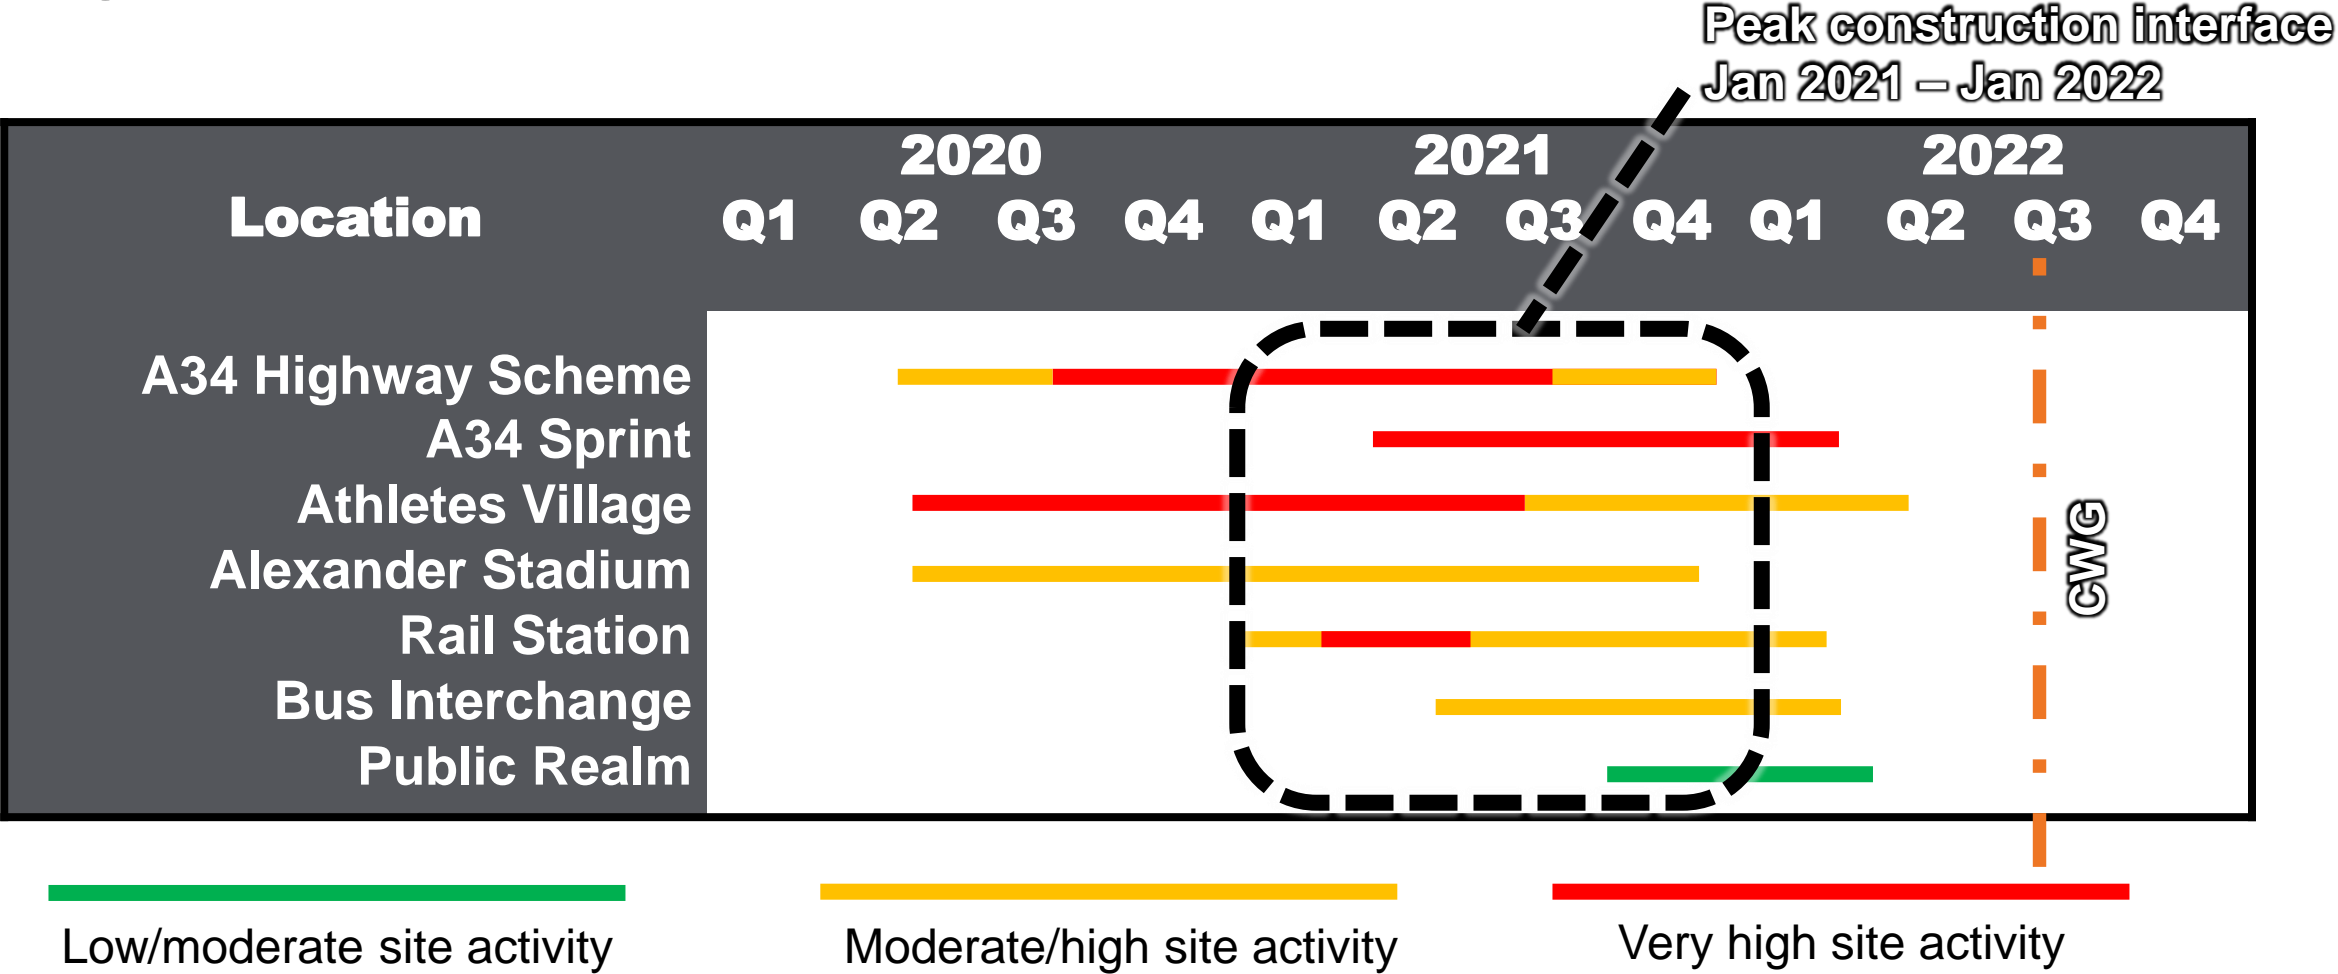 Peak construction interface
Jan 2021 – Jan 2022
2020 2021 2022
Location Q1 Q2 Q3 Q4 Q1 Q2 Q3 Q4 Q1 Q2 Q3 Q4
A34 Highway Scheme
A34 Sprint
Athletes Village
Alexander Stadium
Rail Station
Bus Interchange
Public Realm
CWG
Low/moderate site activity Moderate/high site activity Very high site activity